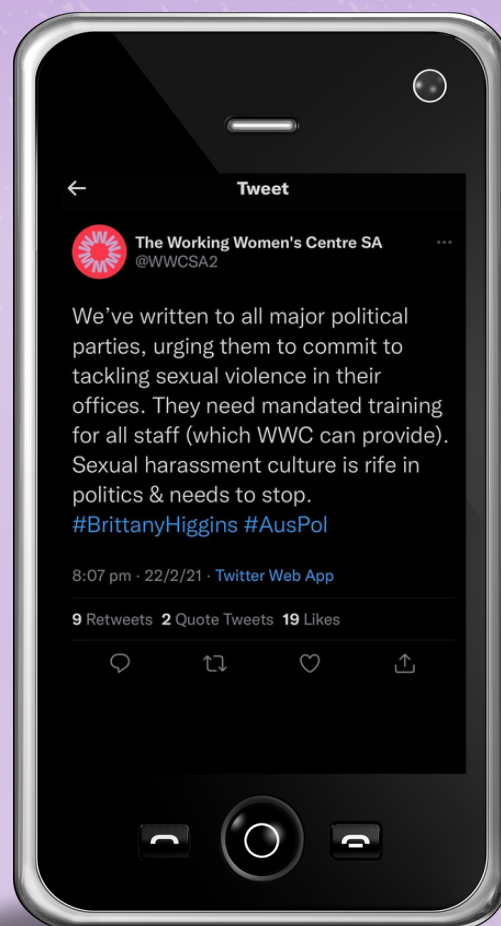 Tweet
The Working Women's Centre SA
@WWCSA2
We’ve written to all major political
parties, urging them to commit to
tackling sexual violence in their
offices. They need mandated training
for all staff (which WWC can provide).
Sexual harassment culture is rife in
politics & needs to stop.
#BrittanyHiggins #AusPol
8:07 pm · 22/2/21 · Twitter Web App
9 Retweets 2 Quote Tweets 19 Likes